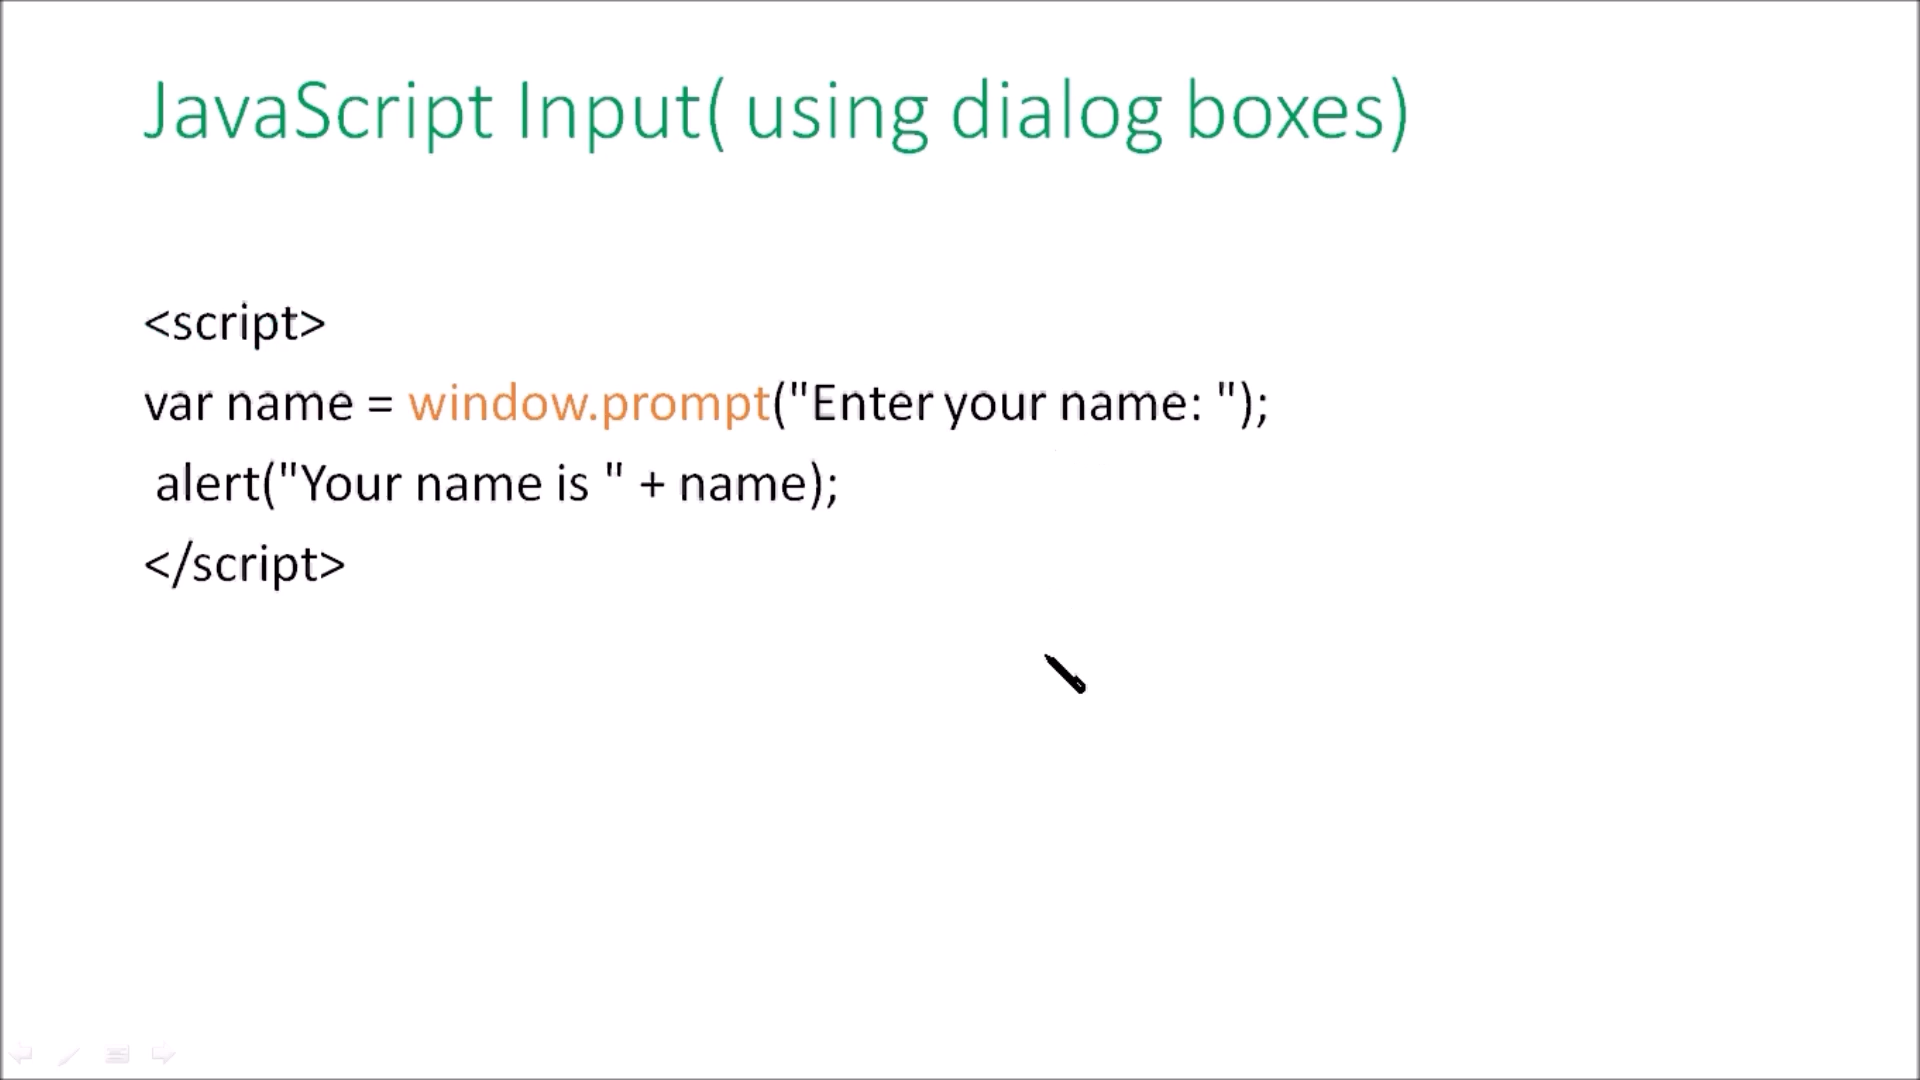 JavaScript Input( using dialog boxes)
<script>
var name = window.prompt("Enter your name: ");
alert("Your name is " + name);
</script>